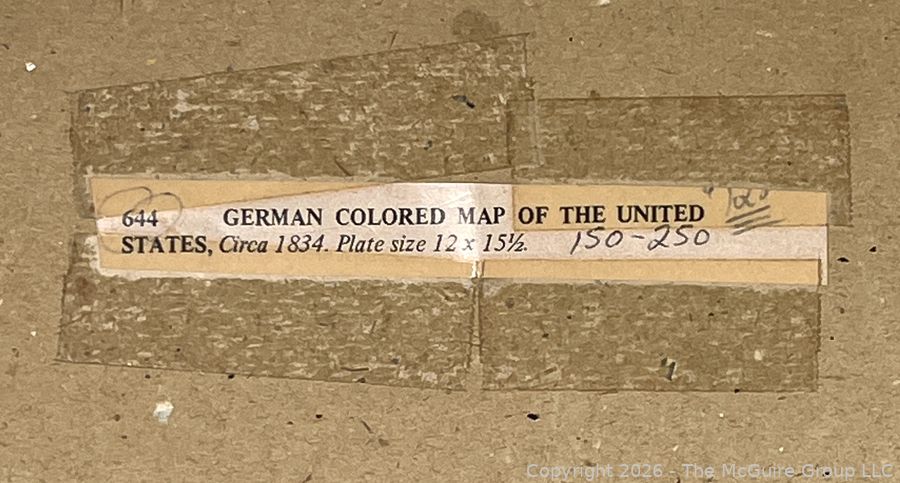 644 GERMAN COLORED MAP OF THE UNITED
STATES, Circa 1834. Plate size 12 x 15½. 150-250
Copyright 2026 - The McGuire Group LLC